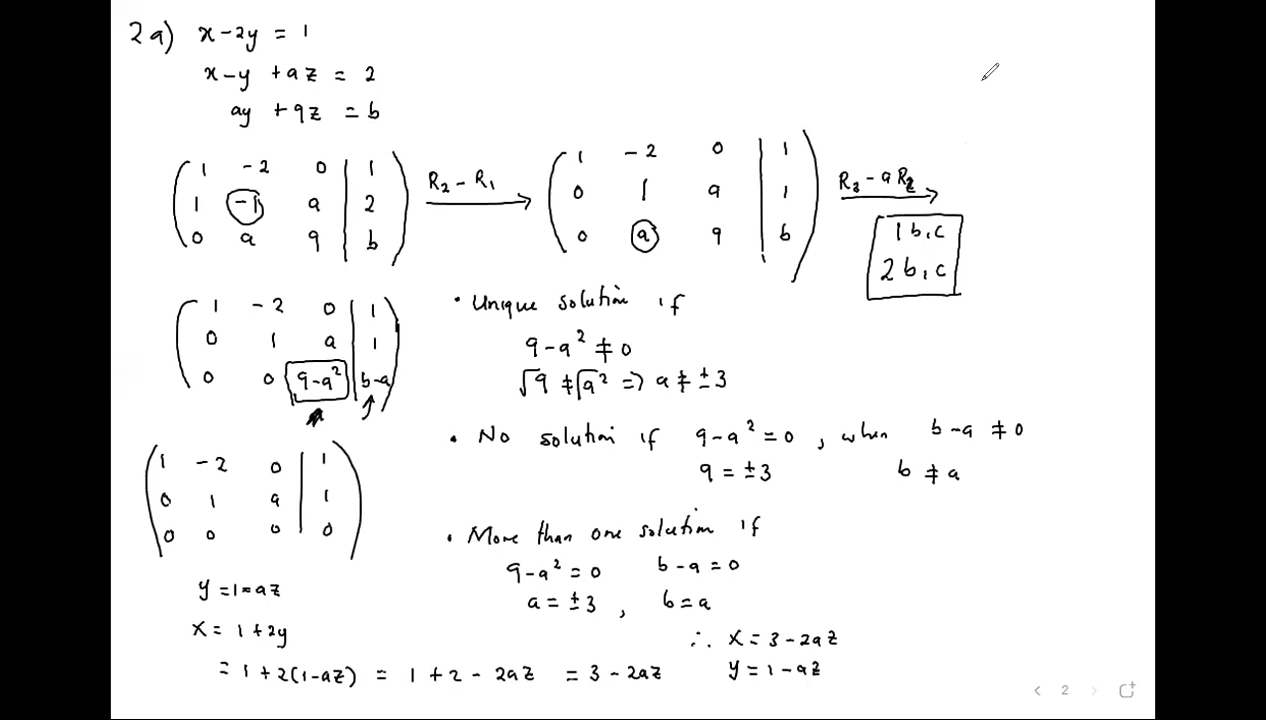 2a) x-2y = 1
x-y +az = 2
ay +9z = b
1 -2 0 | 1
1 -1 a | 2
0 a 9 | b
R2 - R1
1 -2 0 | 1
0 1 a | 1
0 a 9 | b
R3 - aR2
1 b,c
2 b,c
1 -2 0 | 1
0 1 a | 1
0 0 9-a² | b-a
• Unique solution if
9-a² ≠ 0
√9 ≠ √a² => a ≠ ±3
• No solution if 9-a² = 0, when b-a ≠ 0
9 = ±3 b ≠ a
1 -2 0 | 1
0 1 a | 1
0 0 0 | 0
• More than one solution if
9-a² = 0 b-a = 0
a = ±3, b = a
y = 1-az
x = 1+2y
= 1+2(1-az) = 1+2-2az = 3-2az
∴ x = 3-2az
y = 1-az
2